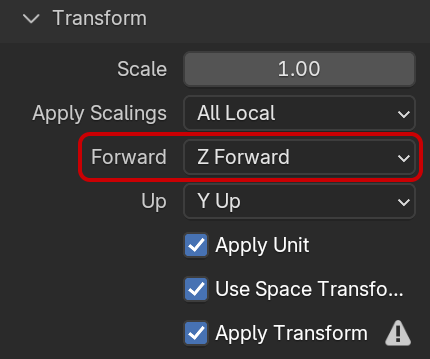 Transform
Scale 1.00
Apply Scalings All Local
Forward Z Forward
Up Y Up
Apply Unit
Use Space Transfo...
Apply Transform